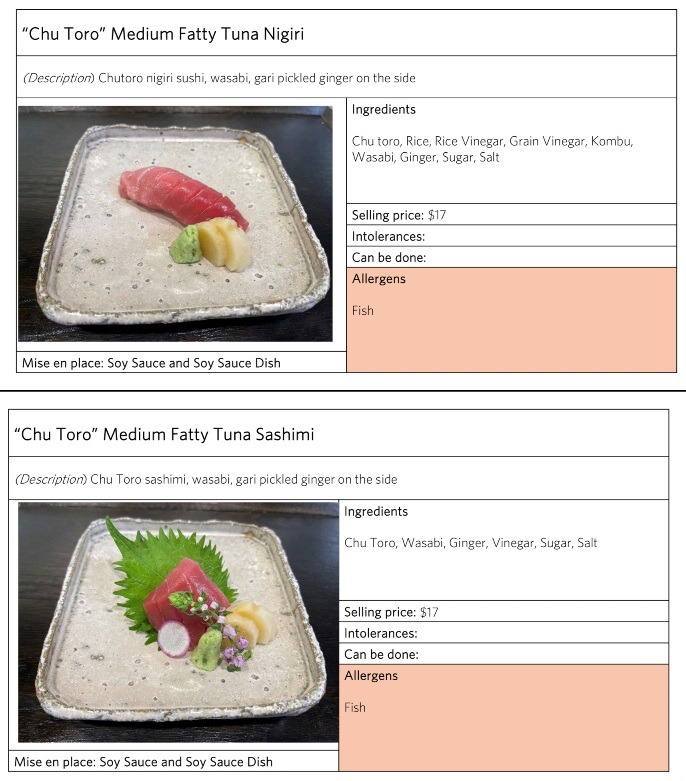 “Chu Toro” Medium Fatty Tuna Nigiri
(Description) Chutoro nigiri sushi, wasabi, gari pickled ginger on the side
Ingredients
Chu toro, Rice, Rice Vinegar, Grain Vinegar, Kombu,
Wasabi, Ginger, Sugar, Salt
Selling price: $17
Intolerances:
Can be done:
Allergens
Fish
Mise en place: Soy Sauce and Soy Sauce Dish
“Chu Toro” Medium Fatty Tuna Sashimi
(Description) Chu Toro sashimi, wasabi, gari pickled ginger on the side
Ingredients
Chu Toro, Wasabi, Ginger, Vinegar, Sugar, Salt
Selling price: $17
Intolerances:
Can be done:
Allergens
Fish
Mise en place: Soy Sauce and Soy Sauce Dish